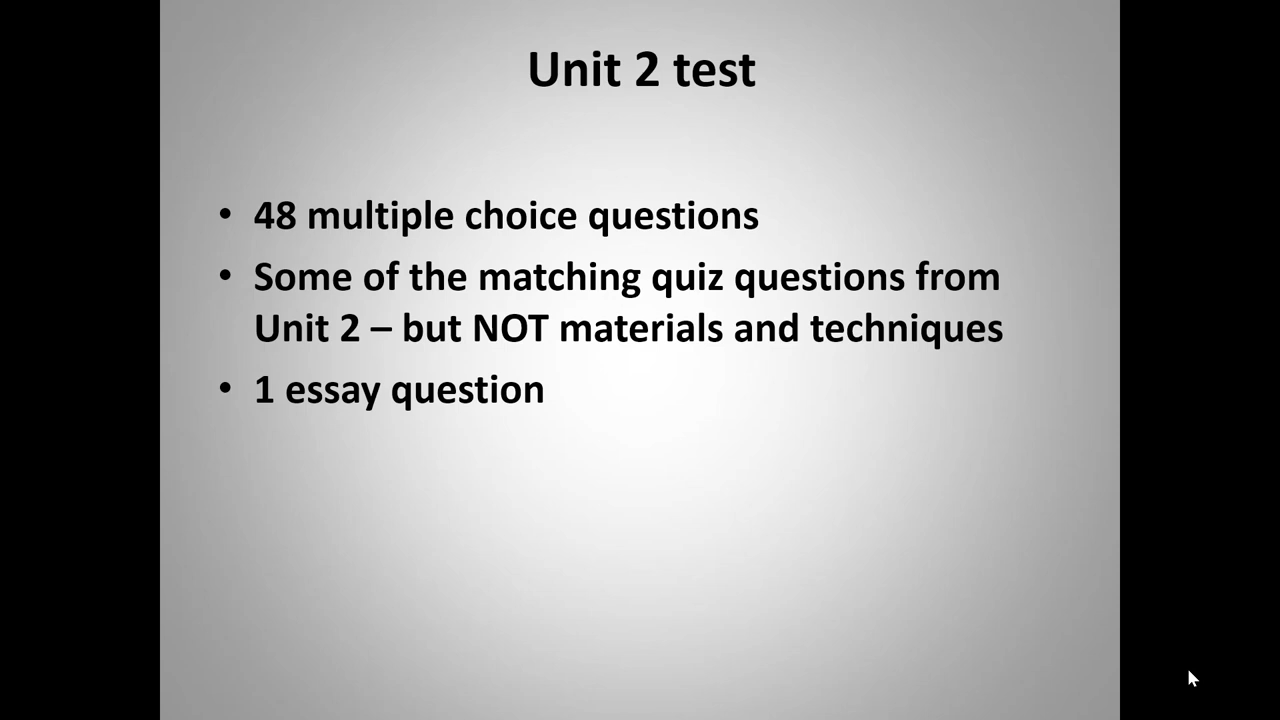 Unit 2 test
• 48 multiple choice questions
• Some of the matching quiz questions from
Unit 2 – but NOT materials and techniques
• 1 essay question